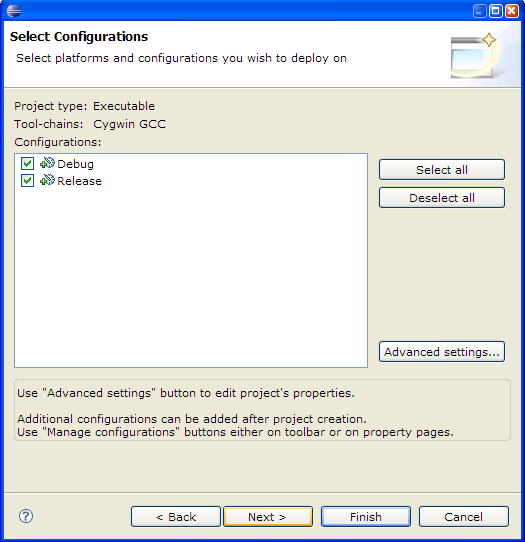 Select Configurations
Select platforms and configurations you wish to deploy on
Project type: Executable
Tool-chains: Cygwin GCC
Configurations:
Debug
Release
Select all
Deselect all
Advanced settings...
Use "Advanced settings" button to edit project's properties.
Additional configurations can be added after project creation.
Use "Manage configurations" buttons either on toolbar or on property pages.
? < Back Next > Finish Cancel